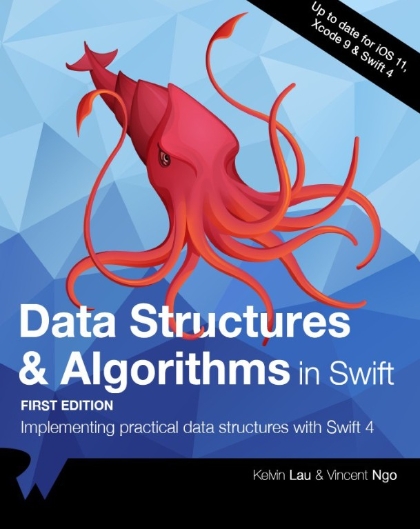 Up to date for iOS 11,
Xcode 9 & Swift 4
Data Structures
& Algorithms in Swift
FIRST EDITION
Implementing practical data structures with Swift 4
Kelvin Lau & Vincent Ngo